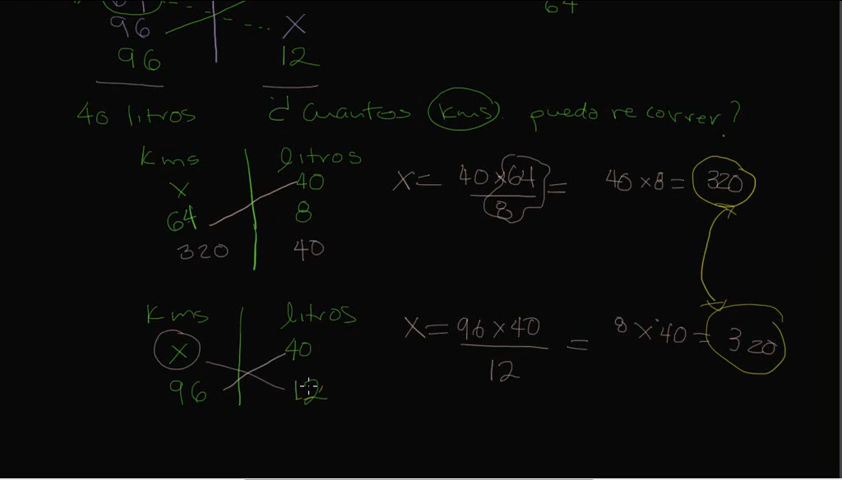 64
96 X
96 12
40 litros ¿ Cuantos kms. puedo recorrer?
kms litros
x 40
64 8
320 40
X = 40 x 64 / 8 = 40 x 8 = 320
kms litros
x 40
96 12
X = 96 x 40 / 12 = 8 x 40 = 320